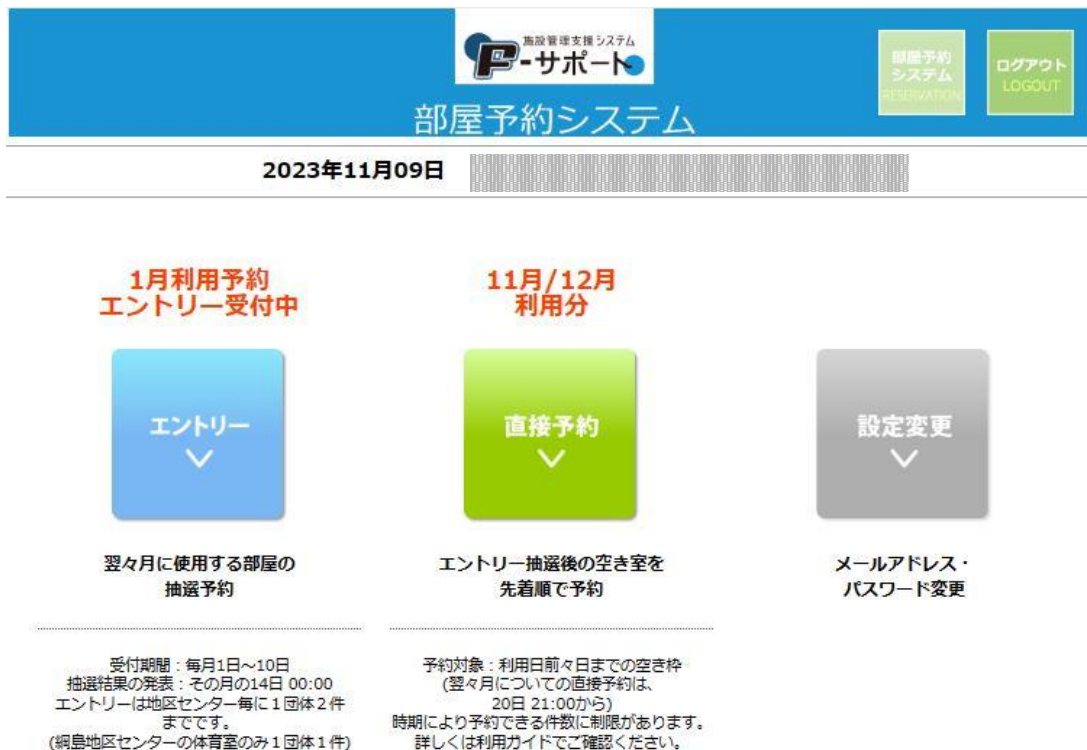 施設管理支援システム
F-サポート
部屋予約
システム
RESERVATION
ログアウト
LOGOUT
部屋予約システム
2023年11月09日
1月利用予約
エントリー受付中
エントリー
翌々月に使用する部屋の
抽選予約
受付期間：毎月1日～10日
抽選結果の発表：その月の14日 00:00
エントリーは地区センター毎に１団体２件
までです。
(綱島地区センターの体育室のみ１団体１件)
11月/12月
利用分
直接予約
エントリー抽選後の空き室を
先着順で予約
予約対象：利用日前々日までの空き枠
(翌々月についての直接予約は、
20日 21:00から)
時期により予約できる件数に制限があります。
詳しくは利用ガイドでご確認ください。
設定変更
メールアドレス・
パスワード変更